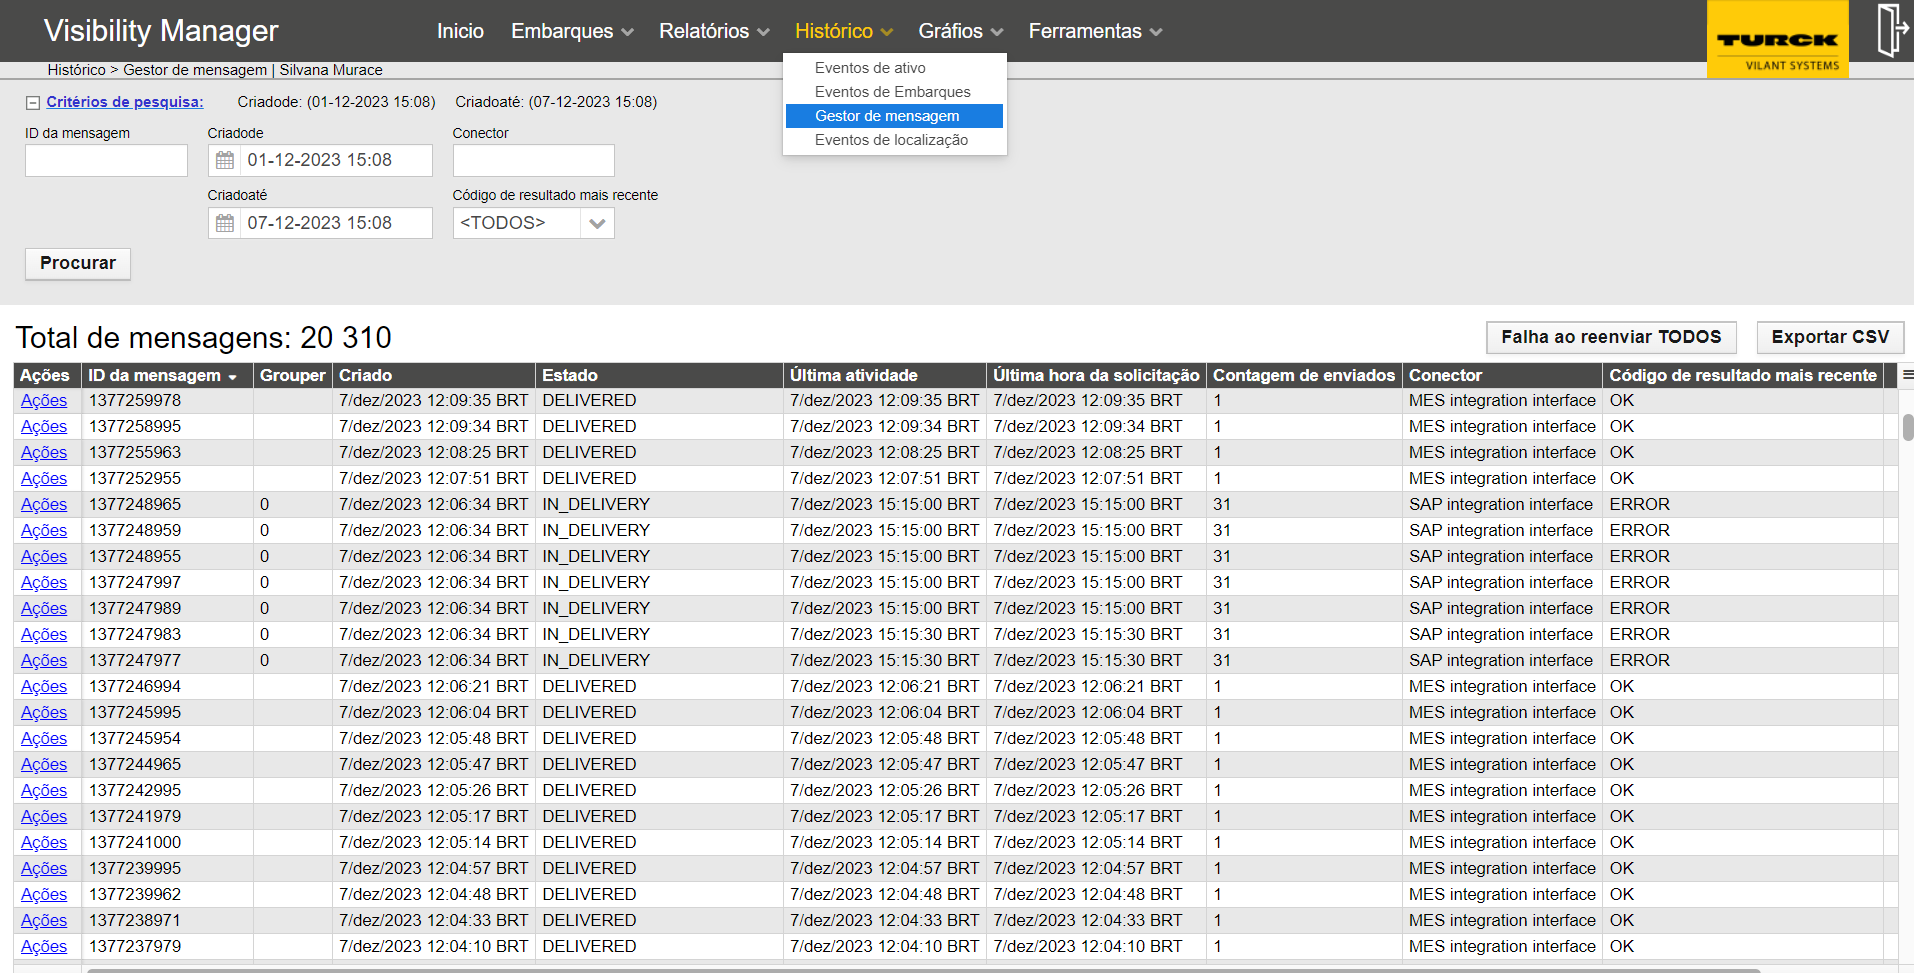 Visibility Manager
Inicio Embarques Relatórios Histórico Gráfios Ferramentas
TURCK
VILANT SYSTEMS
Histórico > Gestor de mensagem | Silvana Murace
Eventos de ativo
Eventos de Embarques
Gestor de mensagem
Eventos de localização
Critérios de pesquisa: Criadode: (01-12-2023 15:08) Criadoaté: (07-12-2023 15:08)
ID da mensagem Criadode Conector
01-12-2023 15:08
Criadoaté Código de resultado mais recente
07-12-2023 15:08 <TODOS>
Procurar
Total de mensagens: 20 310 Falha ao reenviar TODOS Exportar CSV
Ações ID da mensagem Grouper Criado Estado Última atividade Última hora da solicitação Contagem de enviados Conector Código de resultado mais recente
Ações 1377259978 7/dez/2023 12:09:35 BRT DELIVERED 7/dez/2023 12:09:35 BRT 7/dez/2023 12:09:35 BRT 1 MES integration interface OK
Ações 1377258995 7/dez/2023 12:09:34 BRT DELIVERED 7/dez/2023 12:09:34 BRT 7/dez/2023 12:09:34 BRT 1 MES integration interface OK
Ações 1377255963 7/dez/2023 12:08:25 BRT DELIVERED 7/dez/2023 12:08:25 BRT 7/dez/2023 12:08:25 BRT 1 MES integration interface OK
Ações 1377252955 7/dez/2023 12:07:51 BRT DELIVERED 7/dez/2023 12:07:51 BRT 7/dez/2023 12:07:51 BRT 1 MES integration interface OK
Ações 1377248965 0 7/dez/2023 12:06:34 BRT IN_DELIVERY 7/dez/2023 15:15:00 BRT 7/dez/2023 15:15:00 BRT 31 SAP integration interface ERROR
Ações 1377248959 0 7/dez/2023 12:06:34 BRT IN_DELIVERY 7/dez/2023 15:15:00 BRT 7/dez/2023 15:15:00 BRT 31 SAP integration interface ERROR
Ações 1377248955 0 7/dez/2023 12:06:34 BRT IN_DELIVERY 7/dez/2023 15:15:00 BRT 7/dez/2023 15:15:00 BRT 31 SAP integration interface ERROR
Ações 1377247997 0 7/dez/2023 12:06:34 BRT IN_DELIVERY 7/dez/2023 15:15:00 BRT 7/dez/2023 15:15:00 BRT 31 SAP integration interface ERROR
Ações 1377247989 0 7/dez/2023 12:06:34 BRT IN_DELIVERY 7/dez/2023 15:15:00 BRT 7/dez/2023 15:15:00 BRT 31 SAP integration interface ERROR
Ações 1377247983 0 7/dez/2023 12:06:34 BRT IN_DELIVERY 7/dez/2023 15:15:30 BRT 7/dez/2023 15:15:30 BRT 31 SAP integration interface ERROR
Ações 1377247977 0 7/dez/2023 12:06:34 BRT IN_DELIVERY 7/dez/2023 15:15:30 BRT 7/dez/2023 15:15:30 BRT 31 SAP integration interface ERROR
Ações 1377246994 7/dez/2023 12:06:21 BRT DELIVERED 7/dez/2023 12:06:21 BRT 7/dez/2023 12:06:21 BRT 1 MES integration interface OK
Ações 1377245995 7/dez/2023 12:06:04 BRT DELIVERED 7/dez/2023 12:06:04 BRT 7/dez/2023 12:06:04 BRT 1 MES integration interface OK
Ações 1377245954 7/dez/2023 12:05:48 BRT DELIVERED 7/dez/2023 12:05:48 BRT 7/dez/2023 12:05:48 BRT 1 MES integration interface OK
Ações 1377244965 7/dez/2023 12:05:47 BRT DELIVERED 7/dez/2023 12:05:47 BRT 7/dez/2023 12:05:47 BRT 1 MES integration interface OK
Ações 1377242995 7/dez/2023 12:05:26 BRT DELIVERED 7/dez/2023 12:05:26 BRT 7/dez/2023 12:05:26 BRT 1 MES integration interface OK
Ações 1377241979 7/dez/2023 12:05:17 BRT DELIVERED 7/dez/2023 12:05:17 BRT 7/dez/2023 12:05:17 BRT 1 MES integration interface OK
Ações 1377241000 7/dez/2023 12:05:14 BRT DELIVERED 7/dez/2023 12:05:14 BRT 7/dez/2023 12:05:14 BRT 1 MES integration interface OK
Ações 1377239995 7/dez/2023 12:04:57 BRT DELIVERED 7/dez/2023 12:04:57 BRT 7/dez/2023 12:04:57 BRT 1 MES integration interface OK
Ações 1377239962 7/dez/2023 12:04:48 BRT DELIVERED 7/dez/2023 12:04:48 BRT 7/dez/2023 12:04:48 BRT 1 MES integration interface OK
Ações 1377238971 7/dez/2023 12:04:33 BRT DELIVERED 7/dez/2023 12:04:33 BRT 7/dez/2023 12:04:33 BRT 1 MES integration interface OK
Ações 1377237979 7/dez/2023 12:04:10 BRT DELIVERED 7/dez/2023 12:04:10 BRT 7/dez/2023 12:04:10 BRT 1 MES integration interface OK